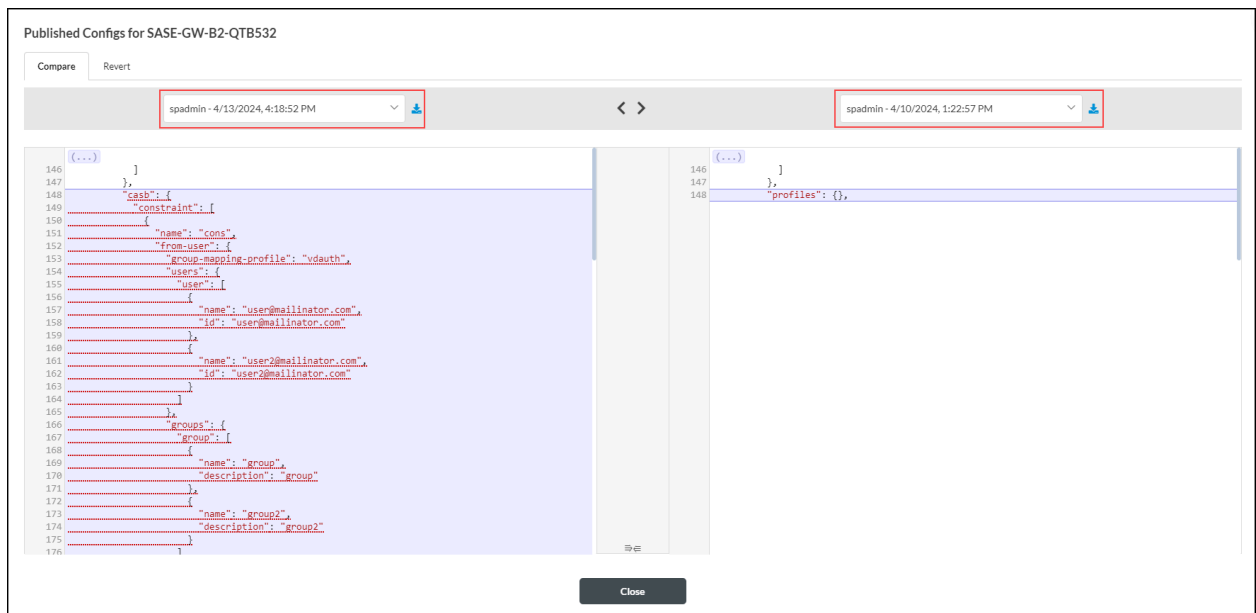 Published Configs for SASE-GW-B2-QTB532
Compare Revert
spadmin - 4/13/2024, 4:18:52 PM
spadmin - 4/10/2024, 1:22:57 PM
(...)
146 ]
147 },
148 "casb": {
149 "constraint": [
150 {
151 "name": "cons",
152 "from-user": {
153 "group-mapping-profile": "vdauth",
154 "users": {
155 "user": [
156 {
157 "name": "user@mailinator.com",
158 "id": "user@mailinator.com"
159 },
160 {
161 "name": "user2@mailinator.com",
162 "id": "user2@mailinator.com"
163 }
164 ]
165 },
166 "groups": {
167 "group": [
168 {
169 "name": "group",
170 "description": "group"
171 },
172 {
173 "name": "group2",
174 "description": "group2"
175 }
176 ]
(...)
146 ]
147 },
148 "profiles": {},
Close